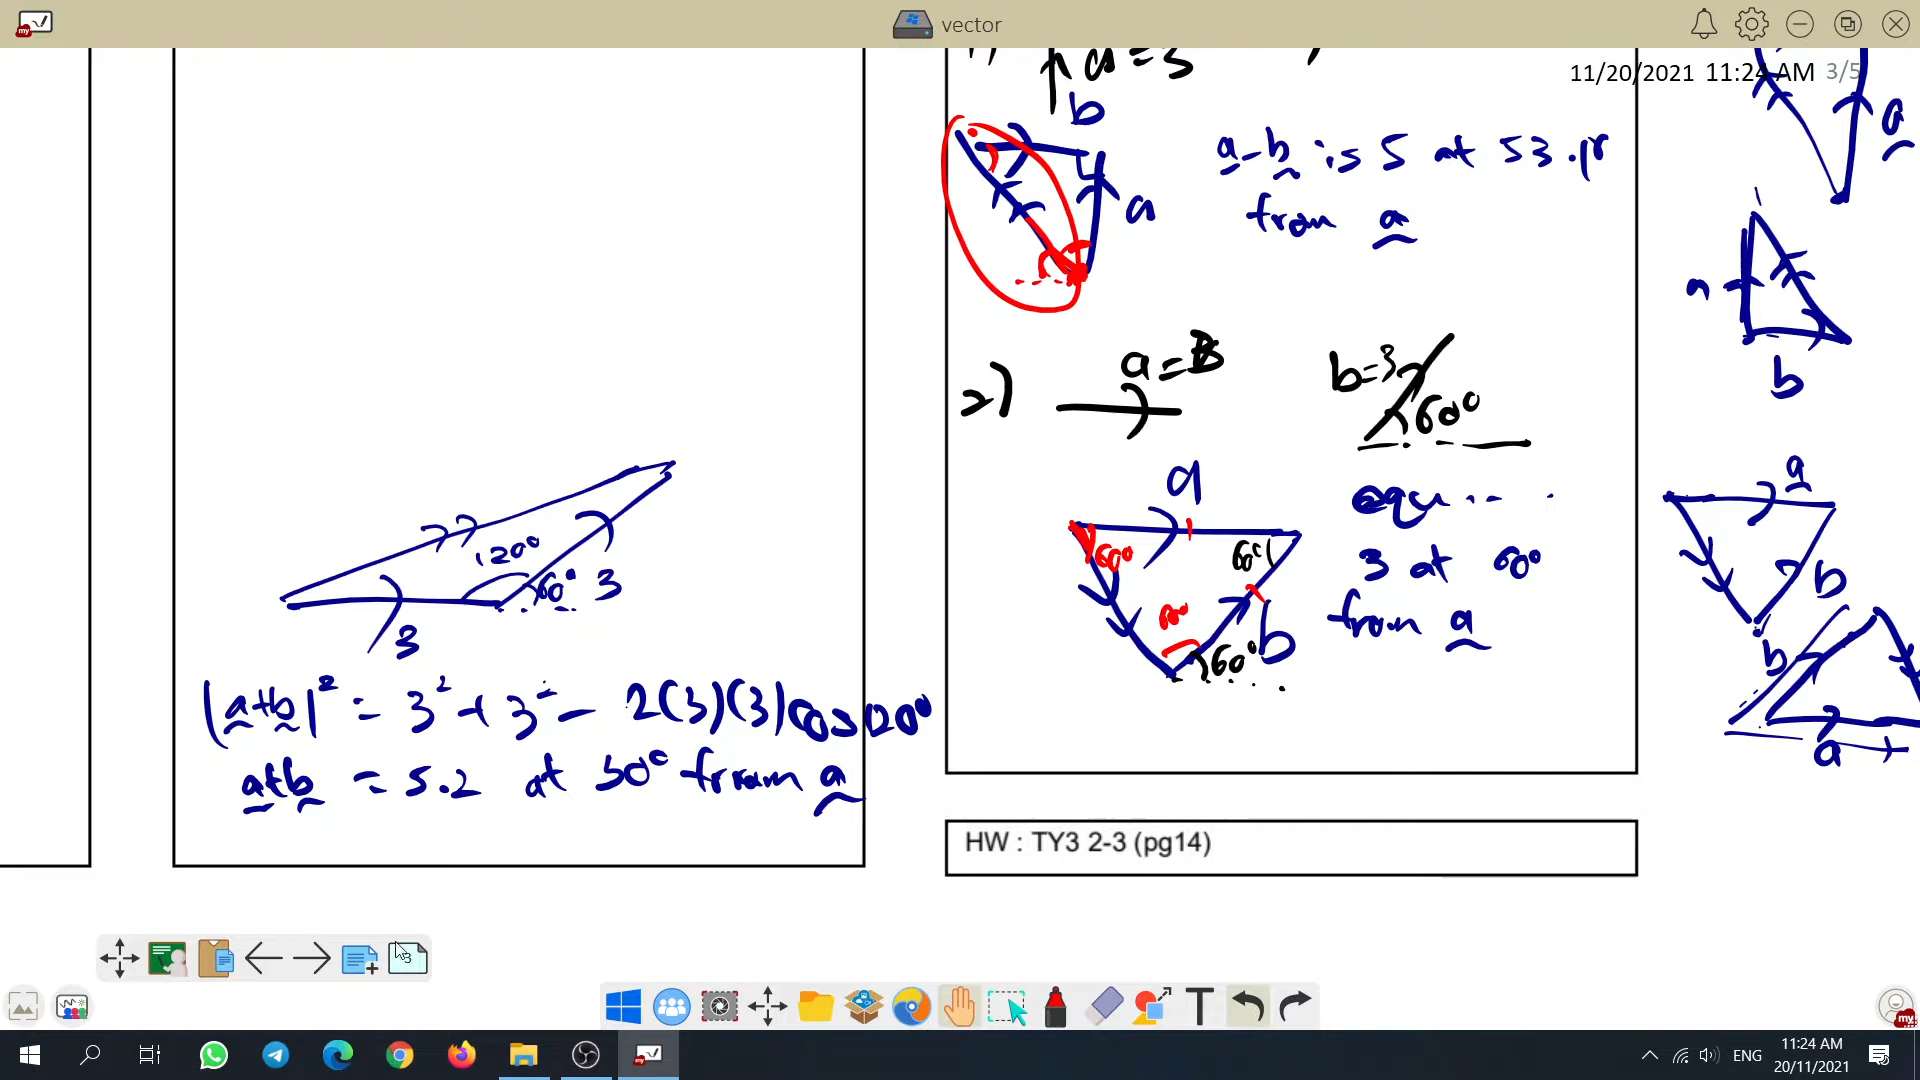 vector
11/20/2021 11:24 AM 3/5
a = 3
b
a
a - b is 5 at 53.1°
from a
a
a
b
2)
b=3
60°
a
60°
60°
60°
60°
b
3 at 60°
from a
a
b
b
a
120°
60°
3
3
|a+b|² = 3² + 3² - 2(3)(3)cos120°
a+b = 5.2 at 30° from a
HW : TY3 2-3 (pg14)
3
T
my
ENG
11:24 AM
20/11/2021